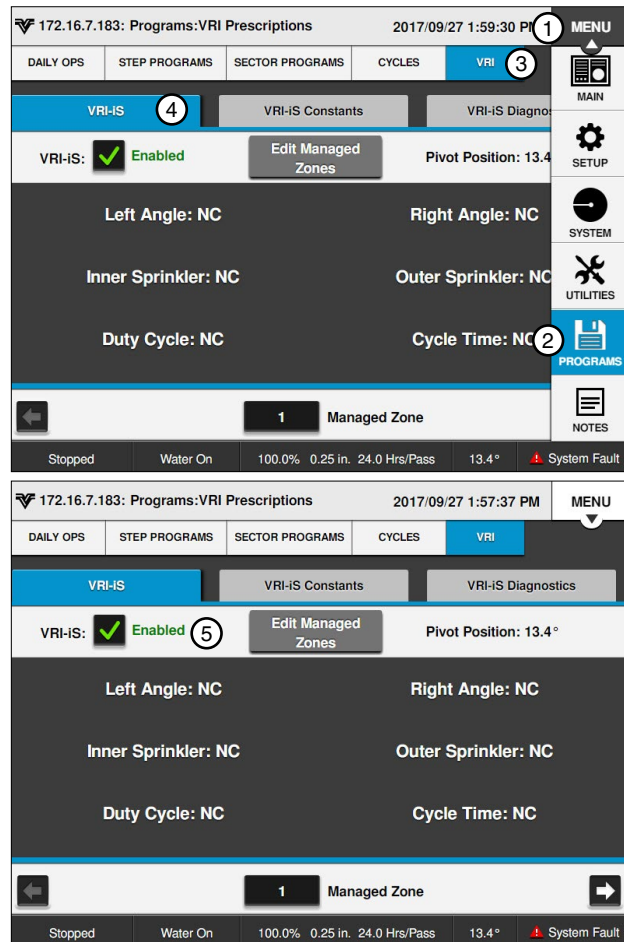 172.16.7.183: Programs:VRI Prescriptions 2017/09/27 1:59:30 PM 1 MENU
DAILY OPS STEP PROGRAMS SECTOR PROGRAMS CYCLES VRI 3
MAIN
VRI-iS 4 VRI-iS Constants VRI-iS Diagnos
VRI-iS: Enabled Edit Managed Zones Pivot Position: 13.4
SETUP
Left Angle: NC Right Angle: NC
SYSTEM
Inner Sprinkler: NC Outer Sprinkler: NC
UTILITIES
Duty Cycle: NC Cycle Time: NC 2
PROGRAMS
1 Managed Zone
NOTES
Stopped Water On 100.0% 0.25 in. 24.0 Hrs/Pass 13.4° System Fault
172.16.7.183: Programs:VRI Prescriptions 2017/09/27 1:57:37 PM MENU
DAILY OPS STEP PROGRAMS SECTOR PROGRAMS CYCLES VRI
VRI-iS VRI-iS Constants VRI-iS Diagnostics
VRI-iS: Enabled 5 Edit Managed Zones Pivot Position: 13.4°
Left Angle: NC Right Angle: NC
Inner Sprinkler: NC Outer Sprinkler: NC
Duty Cycle: NC Cycle Time: NC
1 Managed Zone
Stopped Water On 100.0% 0.25 in. 24.0 Hrs/Pass 13.4° System Fault